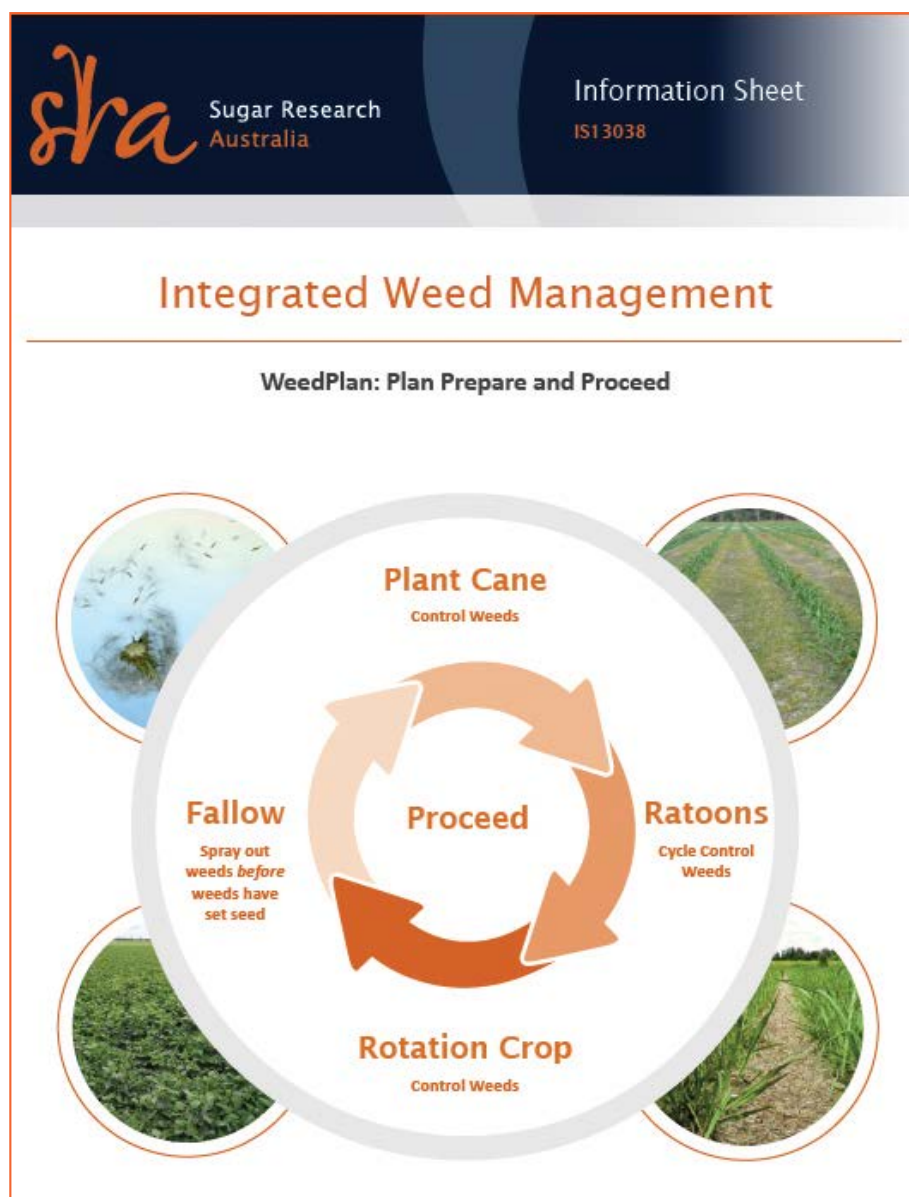 sra
Sugar Research
Australia
Information Sheet
IS13038
Integrated Weed Management
WeedPlan: Plan Prepare and Proceed
Plant Cane
Control Weeds
Fallow
Spray out
weeds before
weeds have
set seed
Proceed
Ratoons
Cycle Control
Weeds
Rotation Crop
Control Weeds